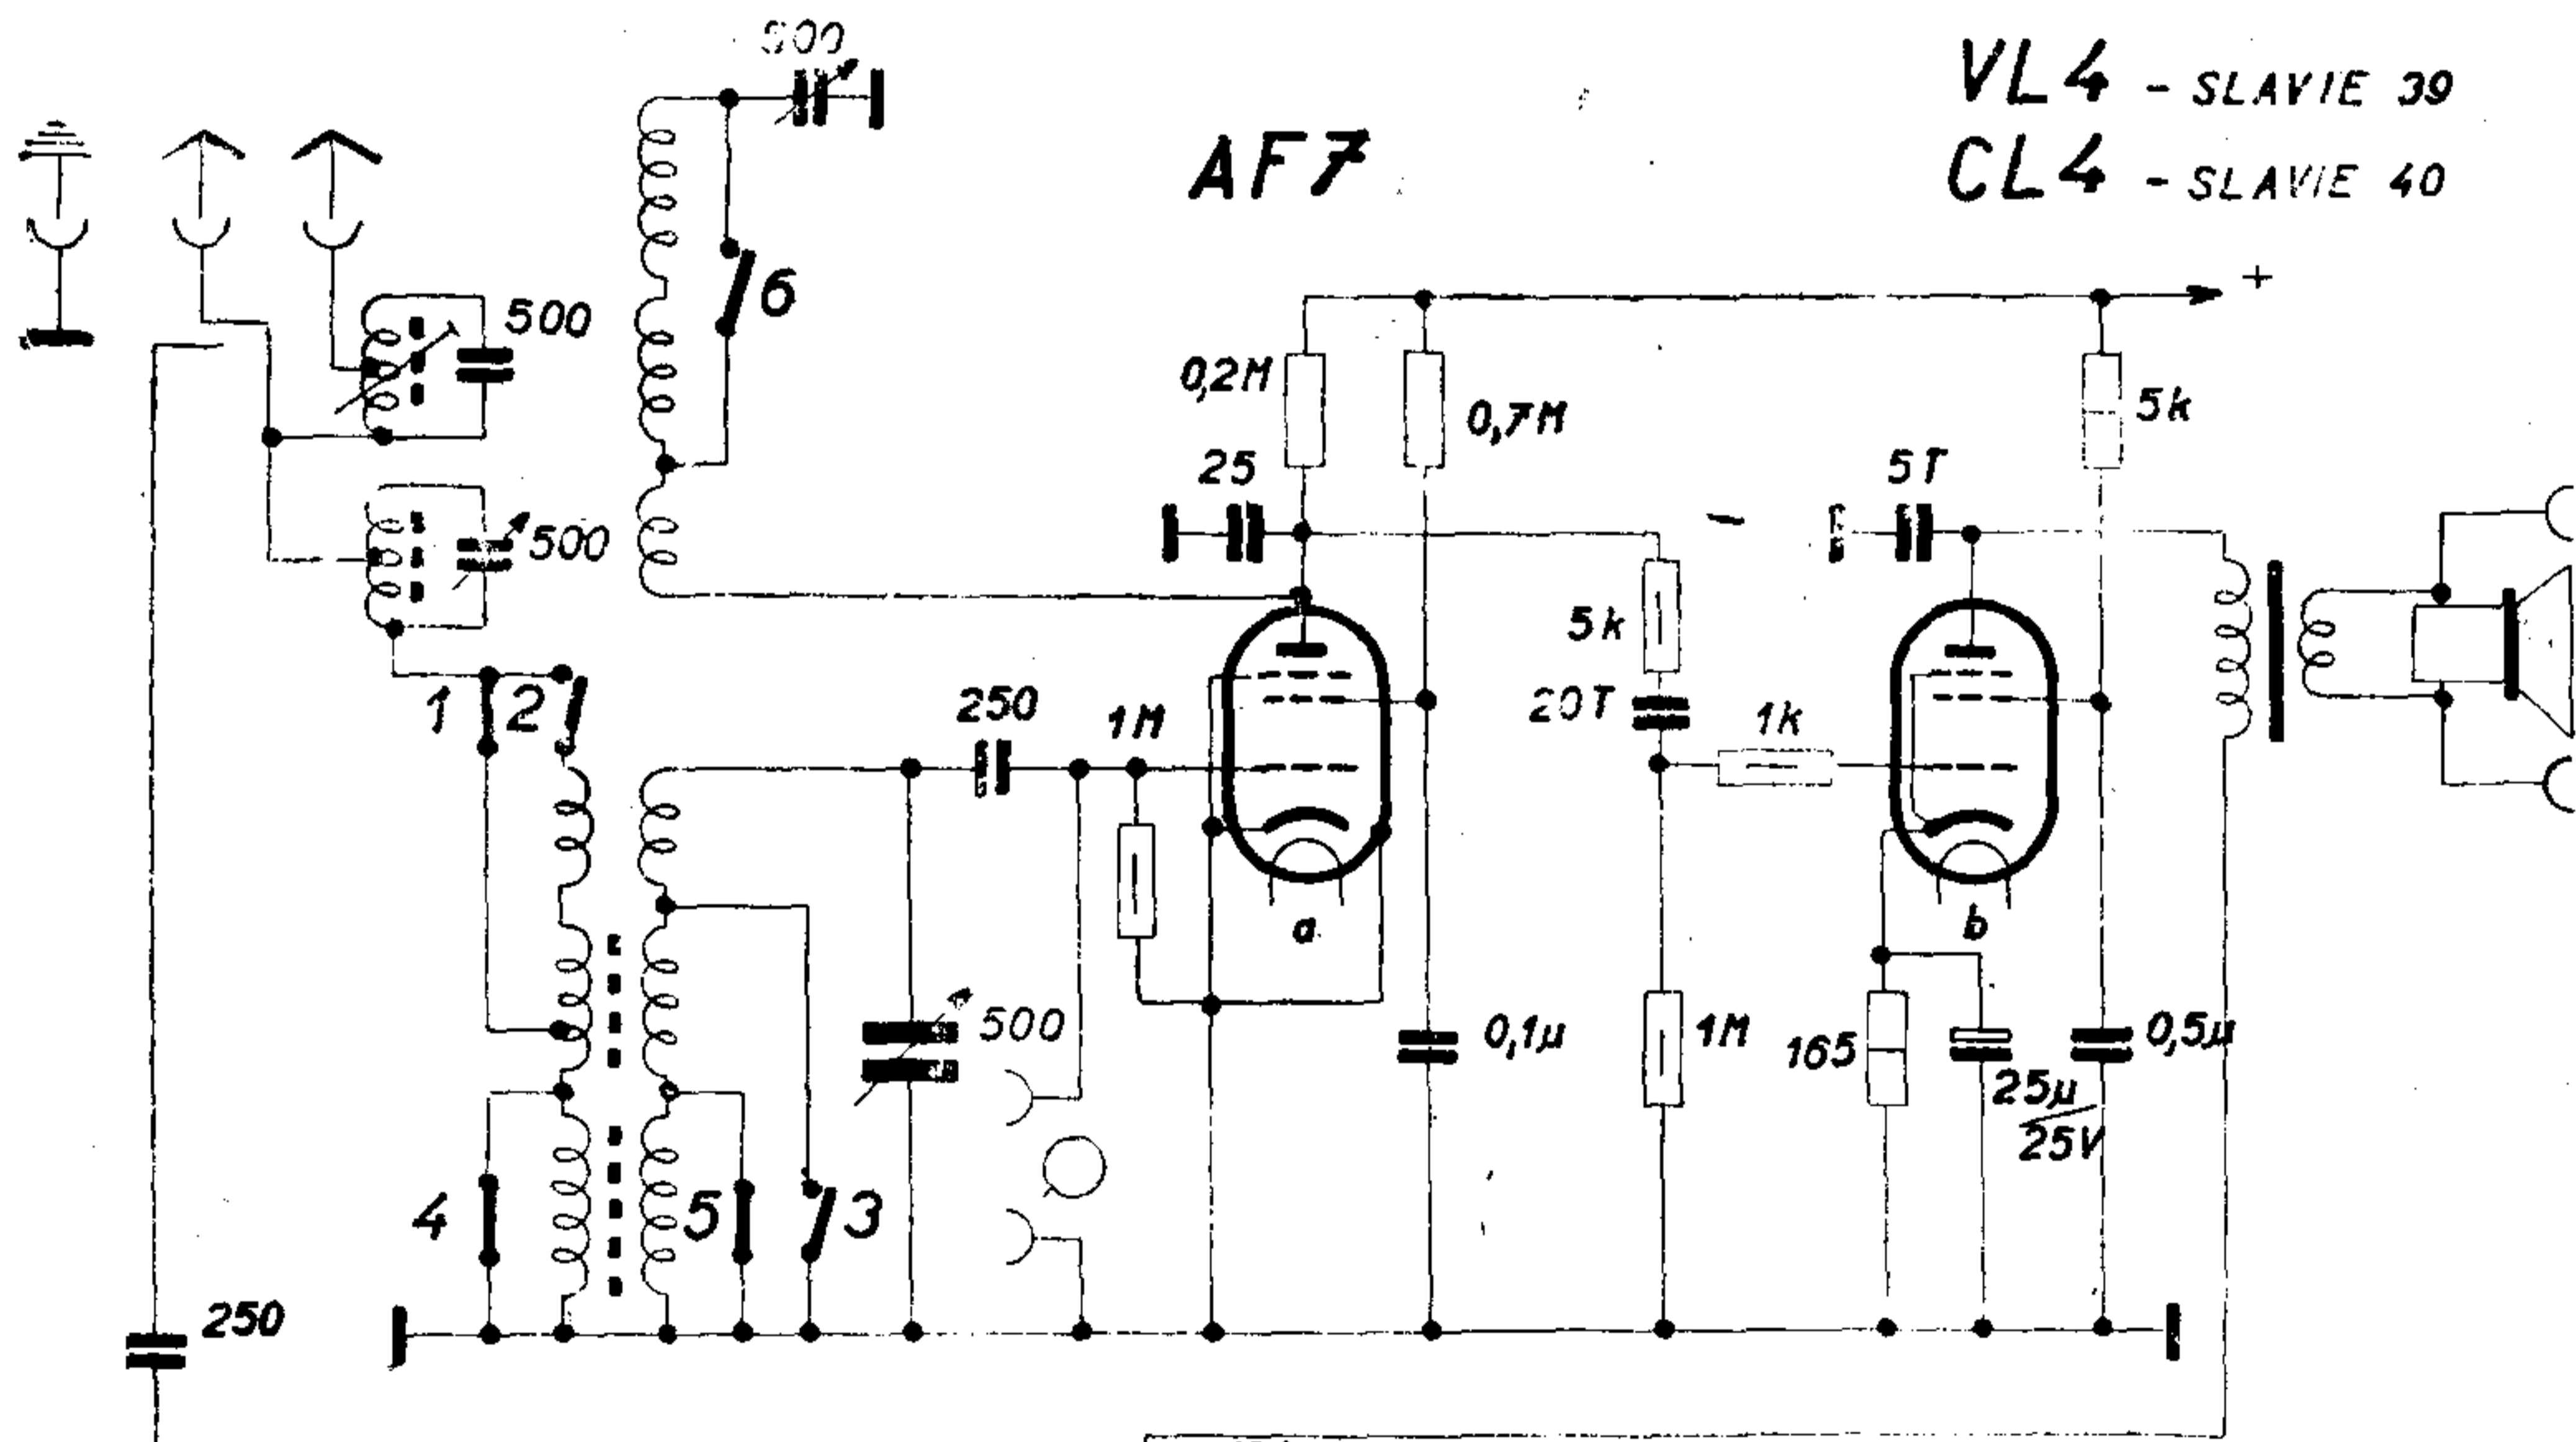 500
VL4 - SLAVIE 39
CL4 - SLAVIE 40
AF7
+
6
500
0,2M
0,7M
5k
25
5T
500
5k
1
2
250
1M
20T
1k
a
b
500
0,1µ
1M
165
25µ
25V
0,5µ
4
5
3
250